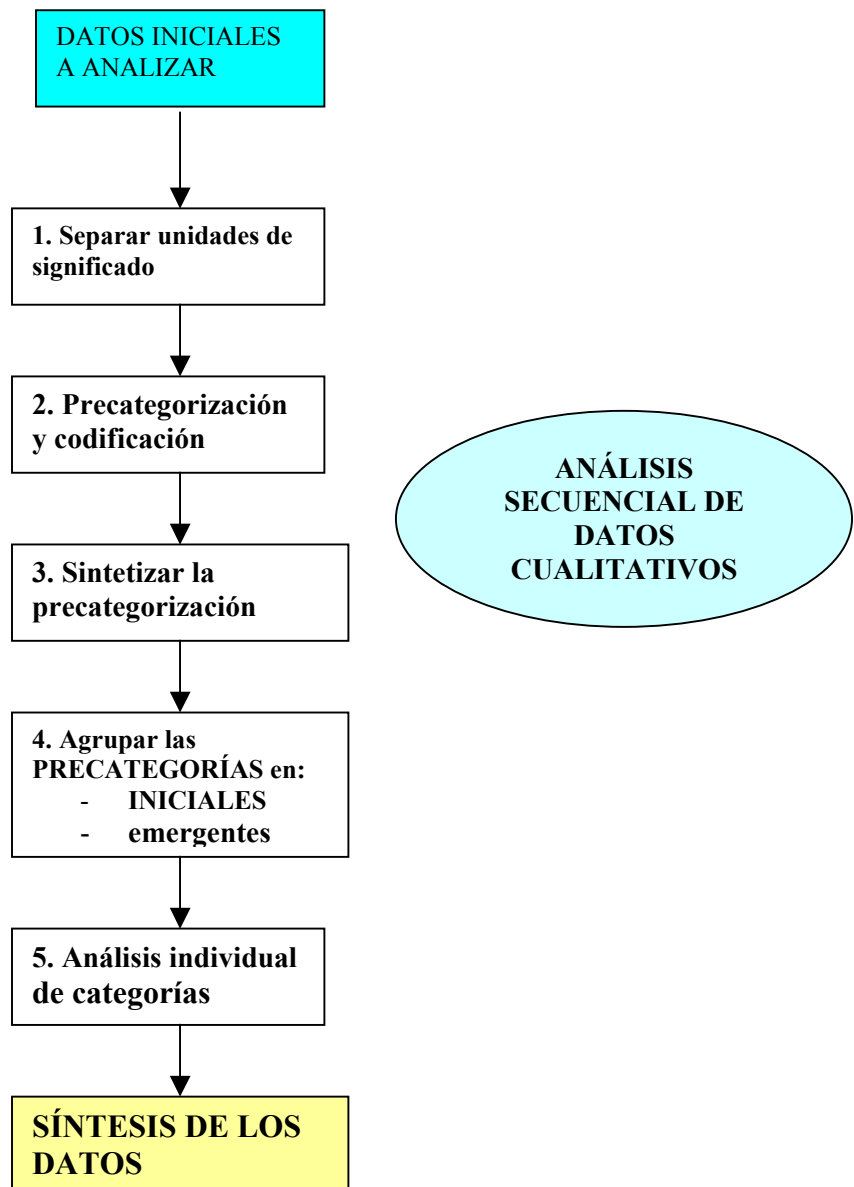 DATOS INICIALES
A ANALIZAR
1. Separar unidades de
significado
2. Precategorización
y codificación
ANÁLISIS
SECUENCIAL DE
DATOS
CUALITATIVOS
3. Sintetizar la
precategorización
4. Agrupar las
PRECATEGORÍAS en:
- INICIALES
- emergentes
5. Análisis individual
de categorías
SÍNTESIS DE LOS
DATOS